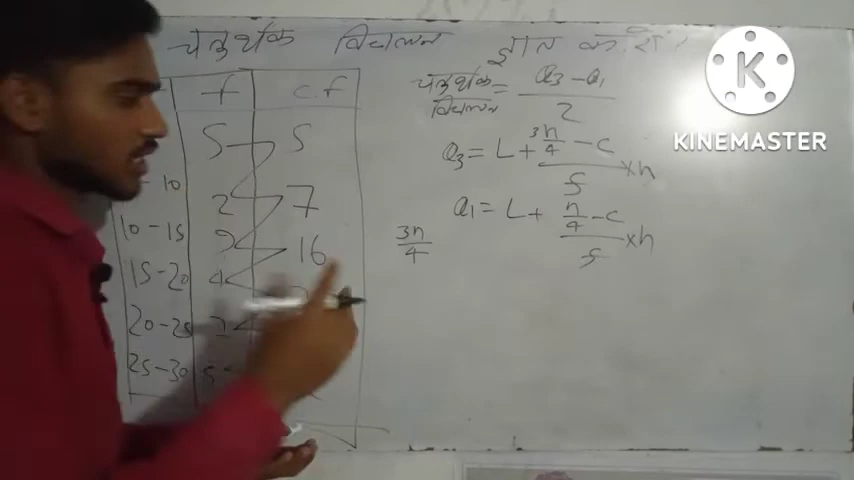 चतुर्थक विचलन ज्ञात करो
चतुर्थक विचलन = Q3 - Q1 / 2
f c.f
5 5
- 10 2 7
10 - 15 9 16
15 - 20 4
20 - 25
25 - 30
Q3 = L + 3n/4 - c / f × h
Q1 = L + n/4 - c / f × h
3n/4
KINEMASTER